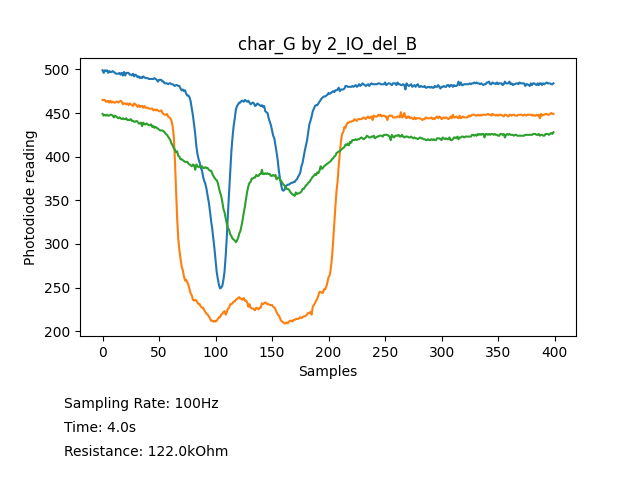 char_G by 2_IO_del_B
500
450
400
350
300
250
200
Photodiode reading
0 50 100 150 200 250 300 350 400
Samples
Sampling Rate: 100Hz
Time: 4.0s
Resistance: 122.0kOhm